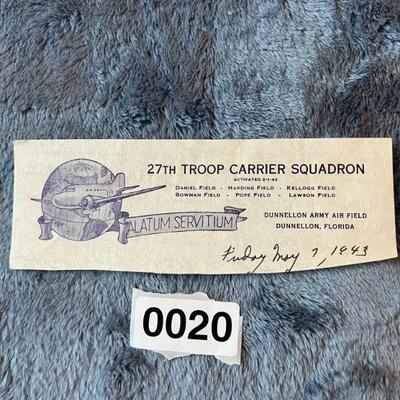 27TH TROOP CARRIER SQUADRON
ACTIVATED 2-1-42
DANIEL FIELD - HARDING FIELD - KELLOGG FIELD
BOWMAN FIELD - POPE FIELD - LAWSON FIELD
ALATUM SERVITIUM
DUNNELLON ARMY AIR FIELD
DUNNELLON, FLORIDA
Friday May 7, 1943
0020